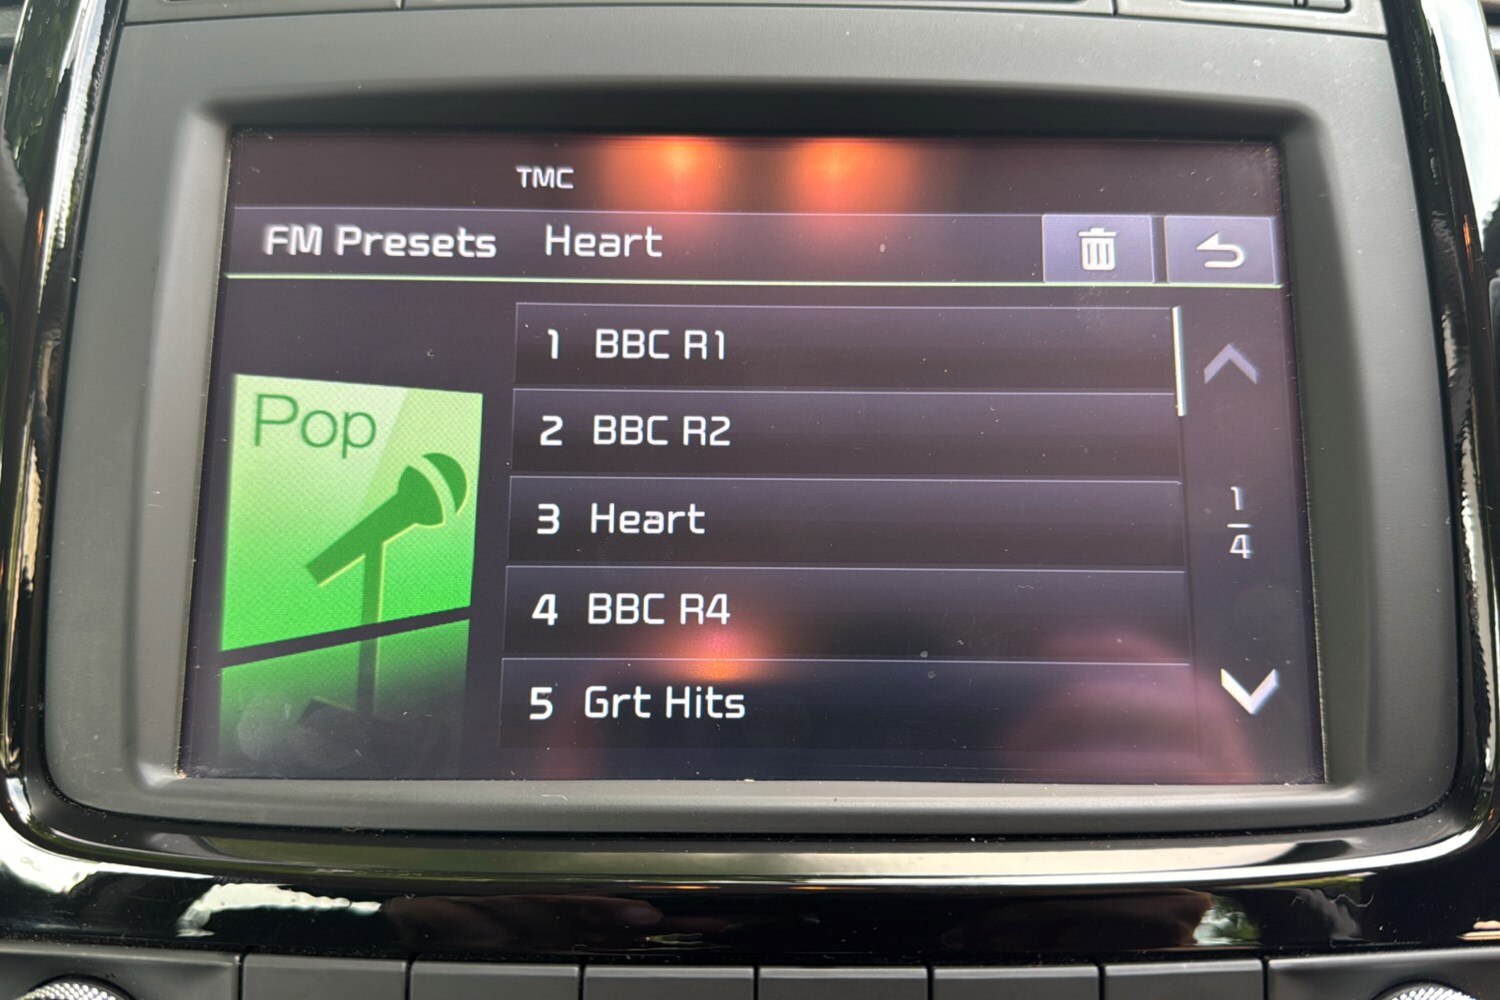 TMC
FM Presets Heart
Pop
1 BBC R1
2 BBC R2
3 Heart
4 BBC R4
5 Grt Hits
1
4